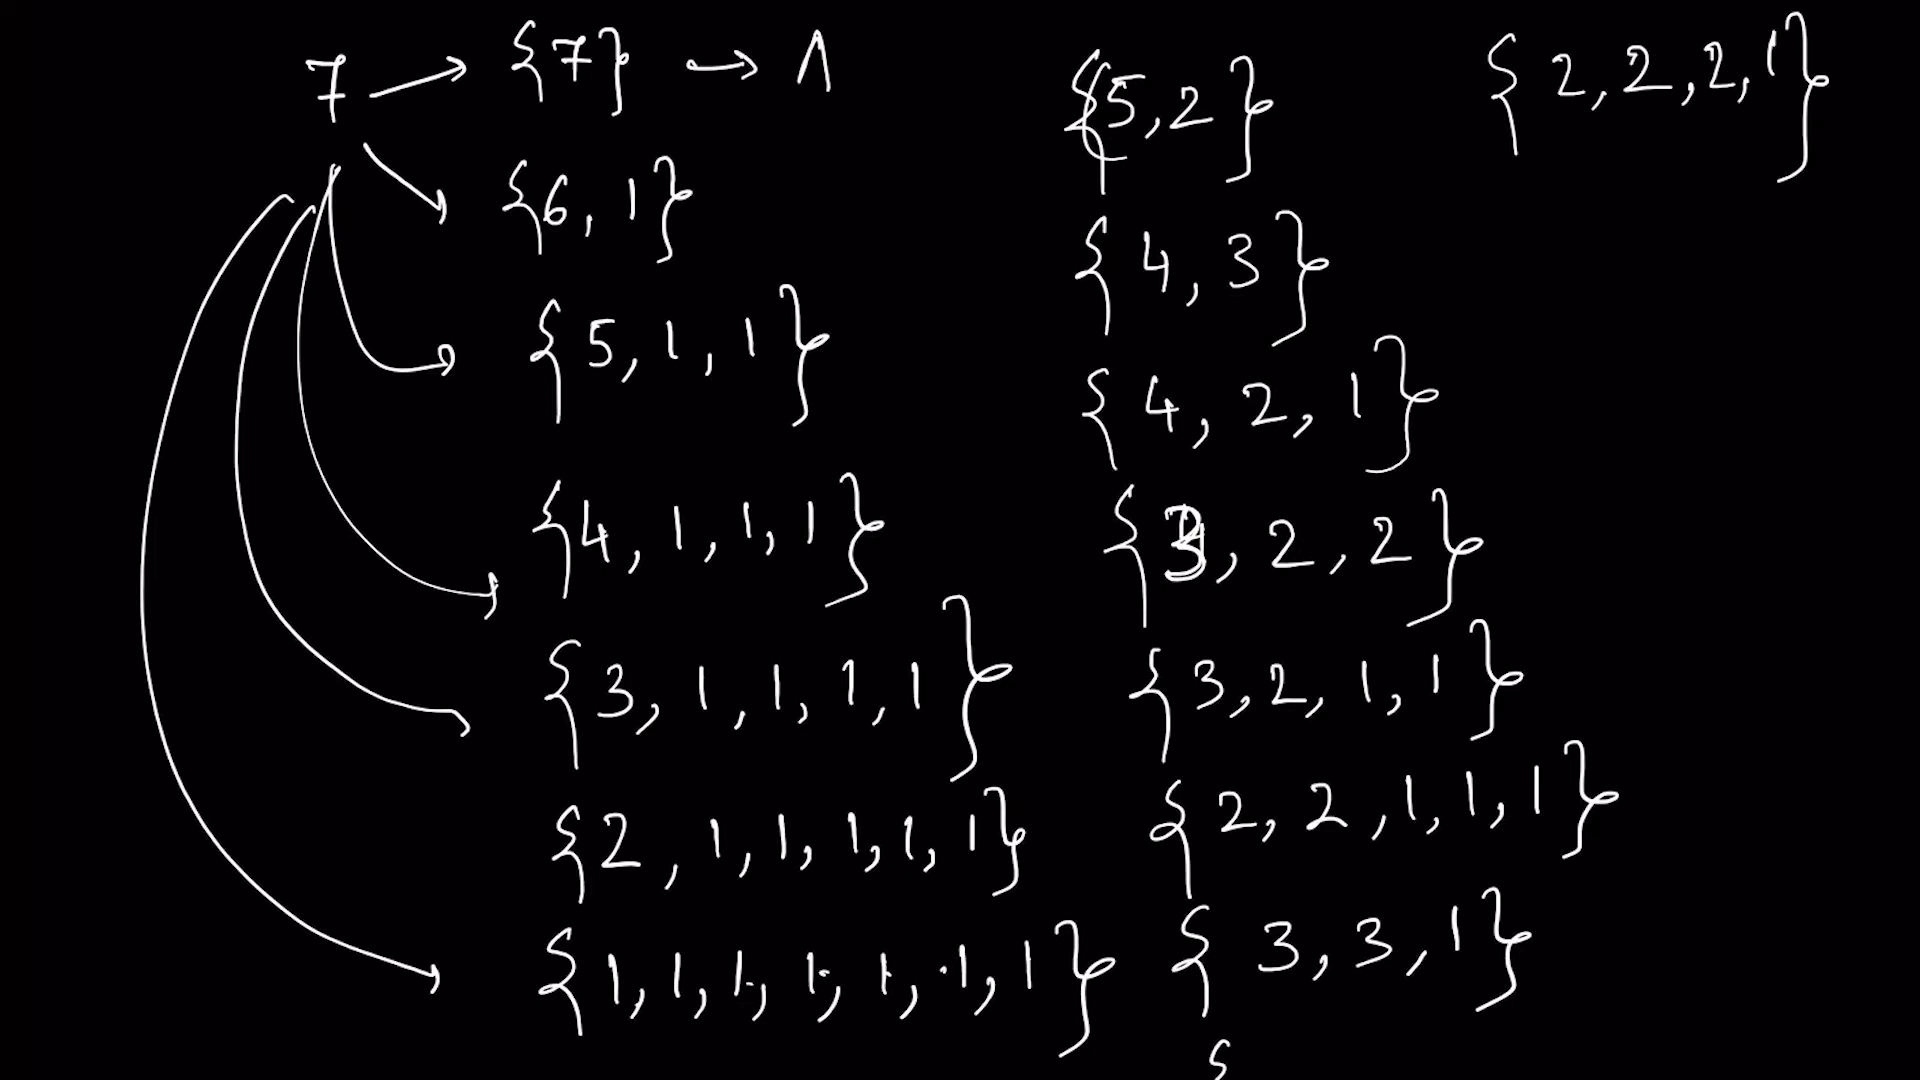 7 → {7} → Λ
{6, 1}
{5, 1, 1}
{4, 1, 1, 1}
{3, 1, 1, 1, 1}
{2, 1, 1, 1, 1, 1}
{1, 1, 1, 1, 1, 1, 1}
{5, 2}
{4, 3}
{4, 2, 1}
{3, 2, 2}
{3, 2, 1, 1}
{2, 2, 1, 1, 1}
{3, 3, 1}
{
{2, 2, 2, 1}